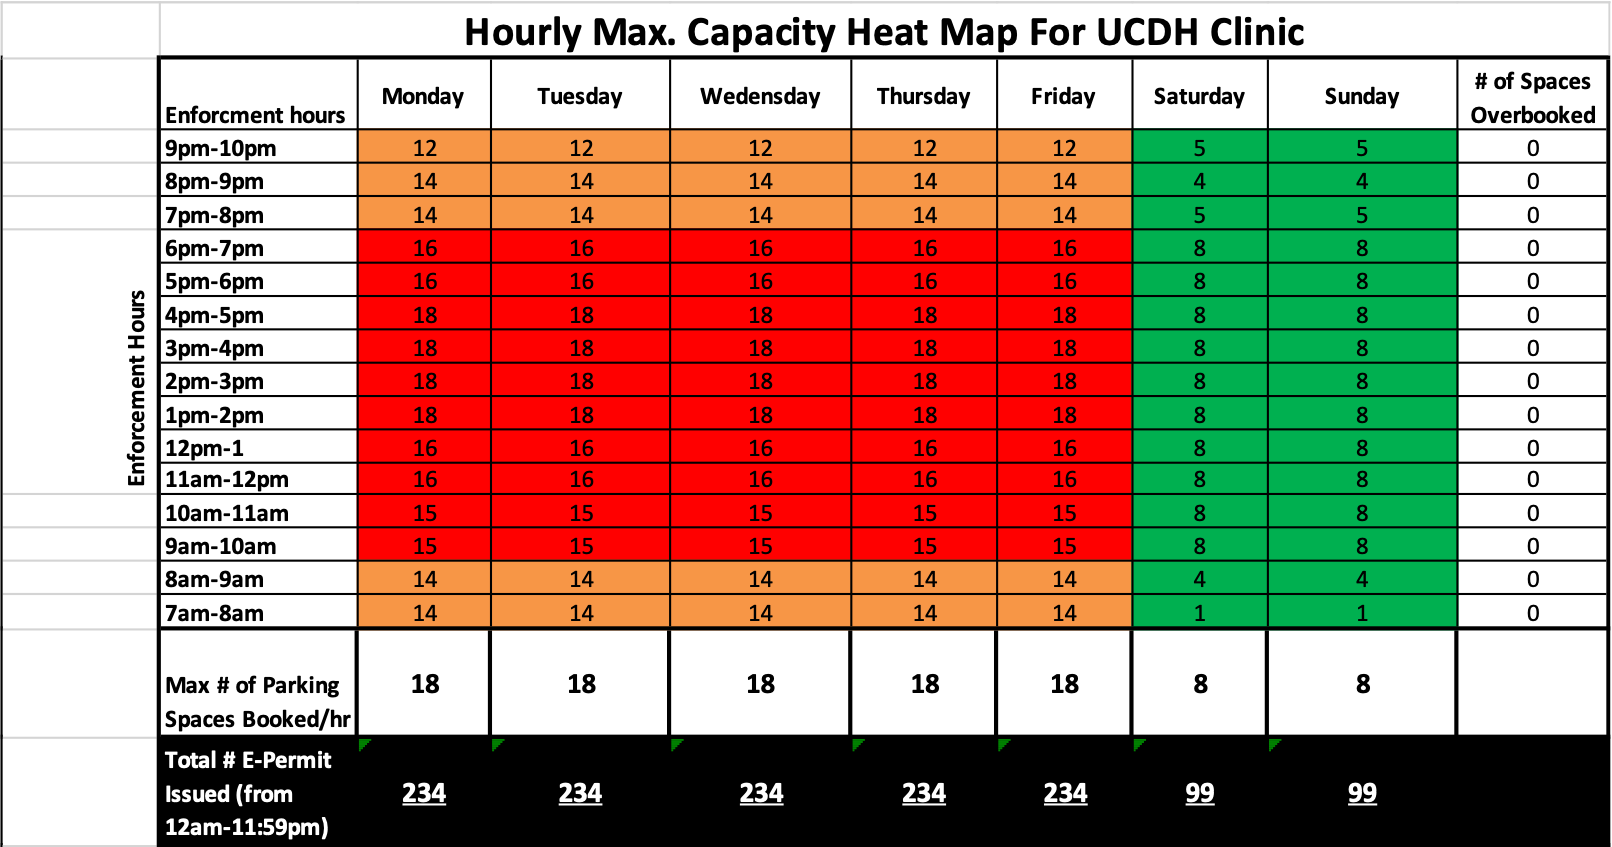 Hourly Max. Capacity Heat Map For UCDH Clinic
Enforcment hours Monday Tuesday Wedensday Thursday Friday Saturday Sunday # of Spaces Overbooked
9pm-10pm 12 12 12 12 12 5 5 0
8pm-9pm 14 14 14 14 14 4 4 0
7pm-8pm 14 14 14 14 14 5 5 0
6pm-7pm 16 16 16 16 16 8 8 0
5pm-6pm 16 16 16 16 16 8 8 0
4pm-5pm 18 18 18 18 18 8 8 0
3pm-4pm 18 18 18 18 18 8 8 0
2pm-3pm 18 18 18 18 18 8 8 0
1pm-2pm 18 18 18 18 18 8 8 0
12pm-1 16 16 16 16 16 8 8 0
11am-12pm 16 16 16 16 16 8 8 0
10am-11am 15 15 15 15 15 8 8 0
9am-10am 15 15 15 15 15 8 8 0
8am-9am 14 14 14 14 14 4 4 0
7am-8am 14 14 14 14 14 1 1 0
Enforcement Hours
Max # of Parking
Spaces Booked/hr 18 18 18 18 18 8 8
Total # E-Permit
Issued (from
12am-11:59pm) 234 234 234 234 234 99 99